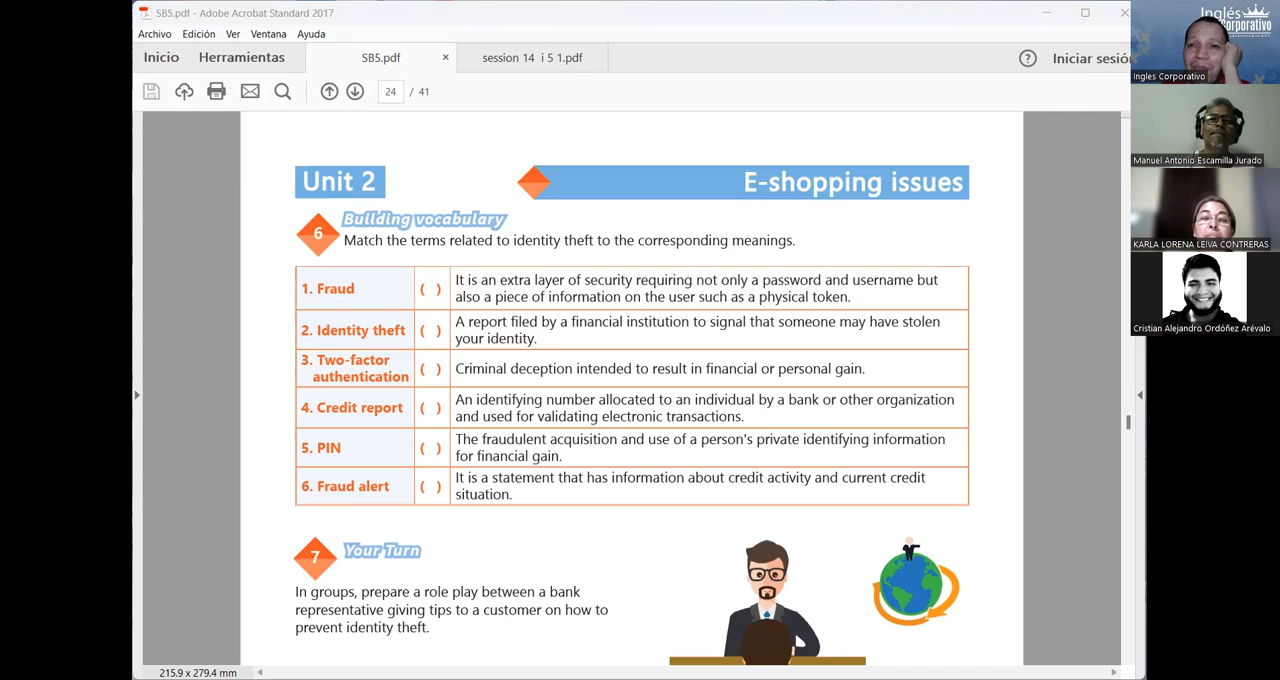 SB5.pdf - Adobe Acrobat Standard 2017
Archivo Edición Ver Ventana Ayuda
Inicio Herramientas SB5.pdf × session 14 i 5 1.pdf ? Iniciar sesión
24 / 41
Unit 2 E-shopping issues
6 Building vocabulary
Match the terms related to identity theft to the corresponding meanings.
1. Fraud ( ) It is an extra layer of security requiring not only a password and username but
also a piece of information on the user such as a physical token.
2. Identity theft ( ) A report filed by a financial institution to signal that someone may have stolen
your identity.
3. Two-factor
authentication ( ) Criminal deception intended to result in financial or personal gain.
4. Credit report ( ) An identifying number allocated to an individual by a bank or other organization
and used for validating electronic transactions.
5. PIN ( ) The fraudulent acquisition and use of a person's private identifying information
for financial gain.
6. Fraud alert ( ) It is a statement that has information about credit activity and current credit
situation.
7 Your Turn
In groups, prepare a role play between a bank
representative giving tips to a customer on how to
prevent identity theft.
215.9 x 279.4 mm
Inglés
Corporativo
Ingles Corporativo
Manuel Antonio Escamilla Jurado
KARLA LORENA LEIVA CONTRERAS
Cristian Alejandro Ordóñez Arévalo